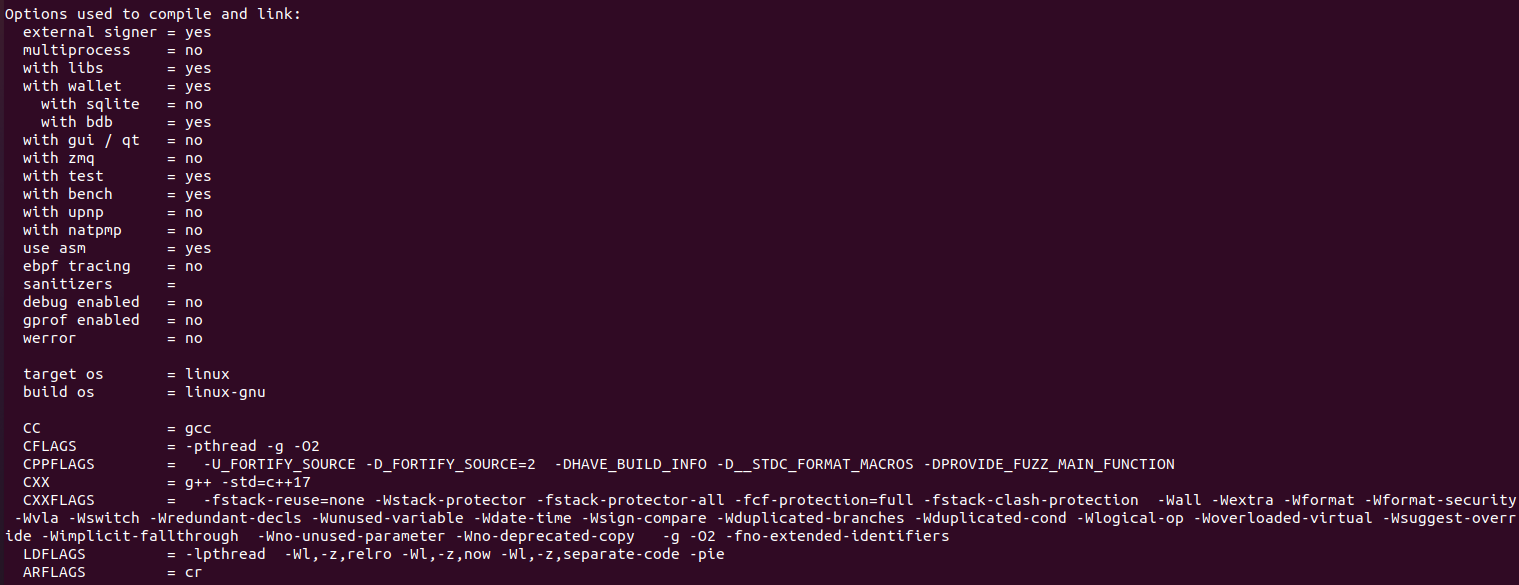 Options used to compile and link:
  external signer = yes
  multiprocess    = no
  with libs       = yes
  with wallet     = yes
    with sqlite   = no
    with bdb      = yes
  with gui / qt   = no
  with zmq        = no
  with test       = yes
  with bench      = yes
  with upnp       = no
  with natpmp     = no
  use asm         = yes
  ebpf tracing    = no
  sanitizers      =
  debug enabled   = no
  gprof enabled   = no
  werror          = no

  target os       = linux
  build os        = linux-gnu

  CC              = gcc
  CFLAGS          = -pthread -g -O2
  CPPFLAGS        =   -U_FORTIFY_SOURCE -D_FORTIFY_SOURCE=2  -DHAVE_BUILD_INFO -D__STDC_FORMAT_MACROS -DPROVIDE_FUZZ_MAIN_FUNCTION
  CXX             = g++ -std=c++17
  CXXFLAGS        =   -fstack-reuse=none -Wstack-protector -fstack-protector-all -fcf-protection=full -fstack-clash-protection  -Wall -Wextra -Wformat -Wformat-security
 -Wvla -Wswitch -Wredundant-decls -Wunused-variable -Wdate-time -Wsign-compare -Wduplicated-branches -Wduplicated-cond -Wlogical-op -Woverloaded-virtual -Wsuggest-overr
ide -Wimplicit-fallthrough  -Wno-unused-parameter -Wno-deprecated-copy   -g -O2 -fno-extended-identifiers
  LDFLAGS         = -lpthread  -Wl,-z,relro -Wl,-z,now -Wl,-z,separate-code -pie
  ARFLAGS         = cr